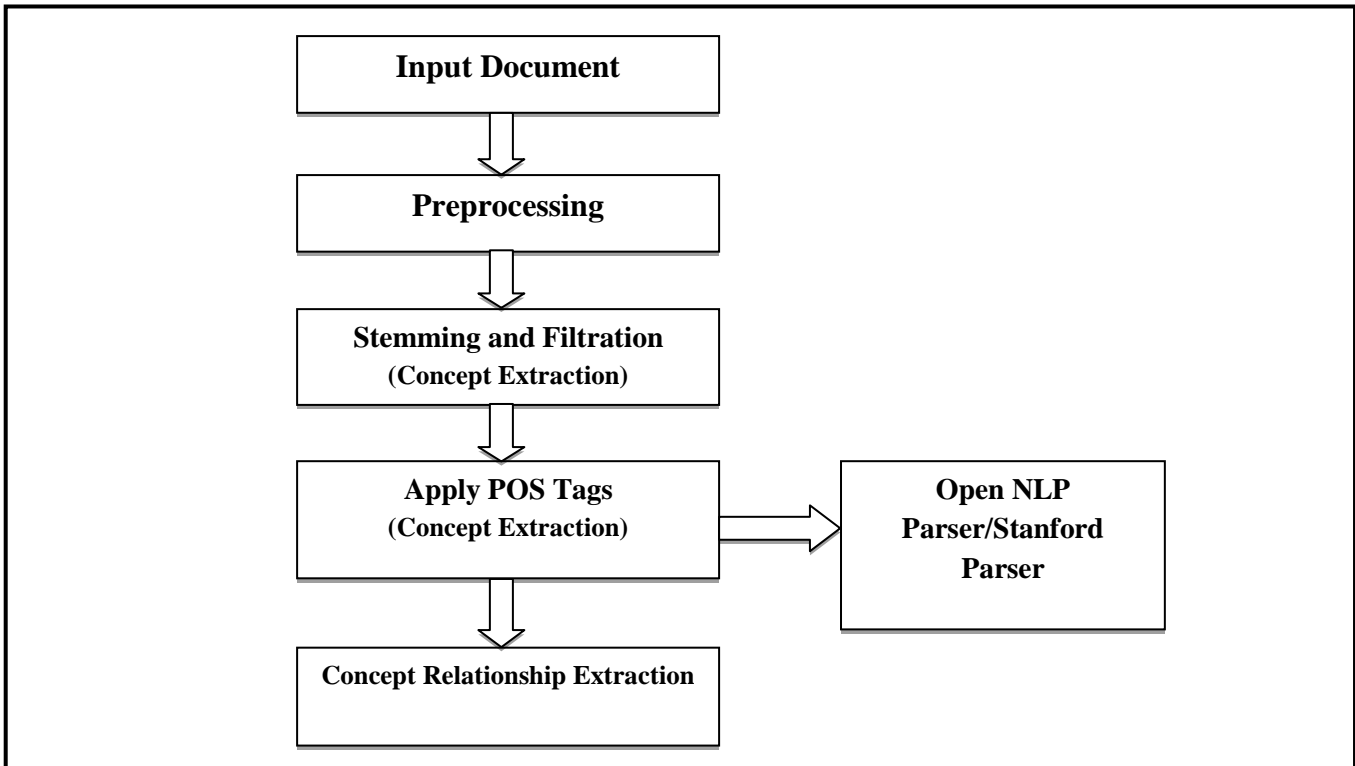 Input Document
Preprocessing
Stemming and Filtration
(Concept Extraction)
Apply POS Tags
(Concept Extraction)
Open NLP
Parser/Stanford
Parser
Concept Relationship Extraction